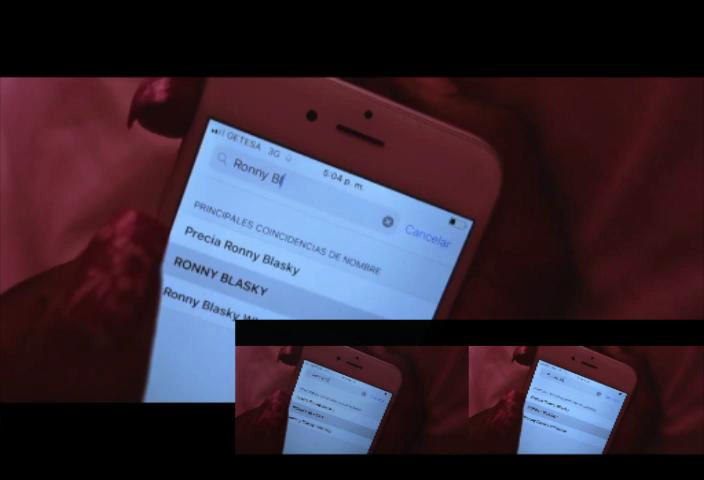 GETESA 3G 5:04 p. m.
Ronny Bl
Cancelar
PRINCIPALES COINCIDENCIAS DE NOMBRE
Precia Ronny Blasky
RONNY BLASKY
Ronny Blasky